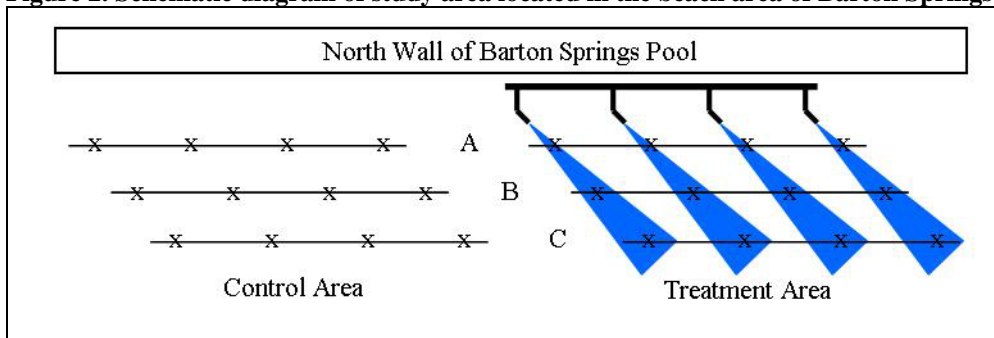 Figure 2. Schematic diagram of study area located in the beach area of Barton Springs
North Wall of Barton Springs Pool
x x x x A x x x x
x x x x B x x x x
x x x x C x x x x
Control Area Treatment Area